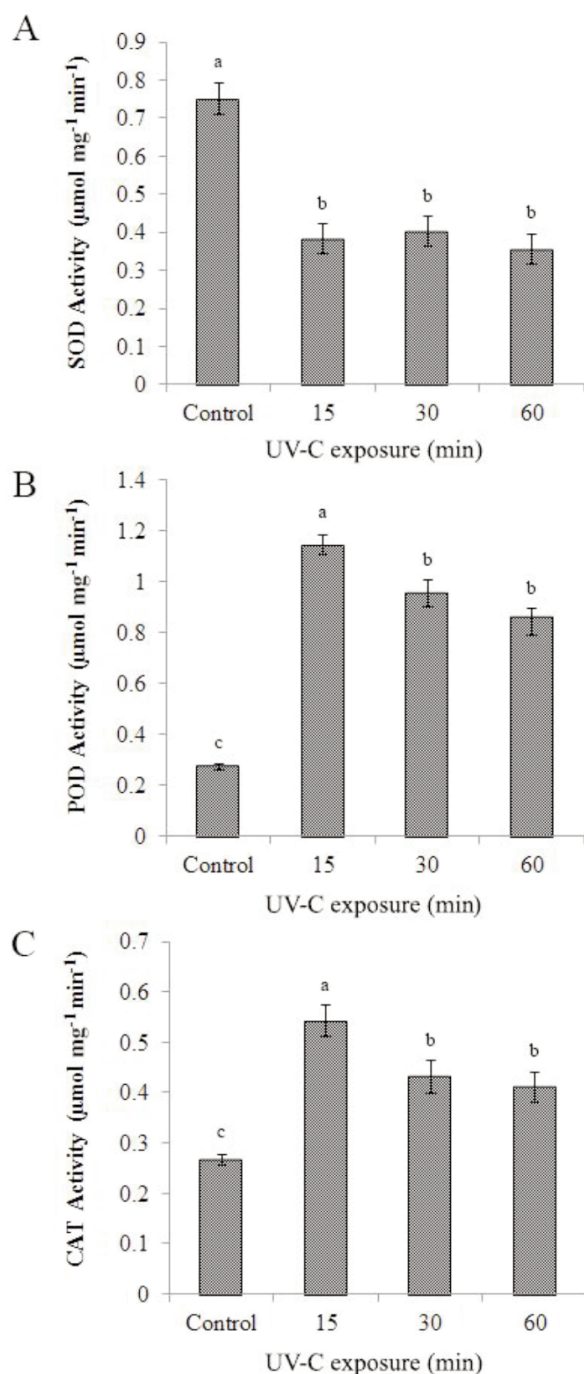 A
SOD Activity (µmol mg⁻¹ min⁻¹)
0.9
0.8
0.7
0.6
0.5
0.4
0.3
0.2
0.1
0
a
b
b
b
Control 15 30 60
UV-C exposure (min)
B
POD Activity (µmol mg⁻¹ min⁻¹)
1.4
1.2
1
0.8
0.6
0.4
0.2
0
c
a
b
b
Control 15 30 60
UV-C exposure (min)
C
CAT Activity (µmol mg⁻¹ min⁻¹)
0.7
0.6
0.5
0.4
0.3
0.2
0.1
0
c
a
b
b
Control 15 30 60
UV-C exposure (min)